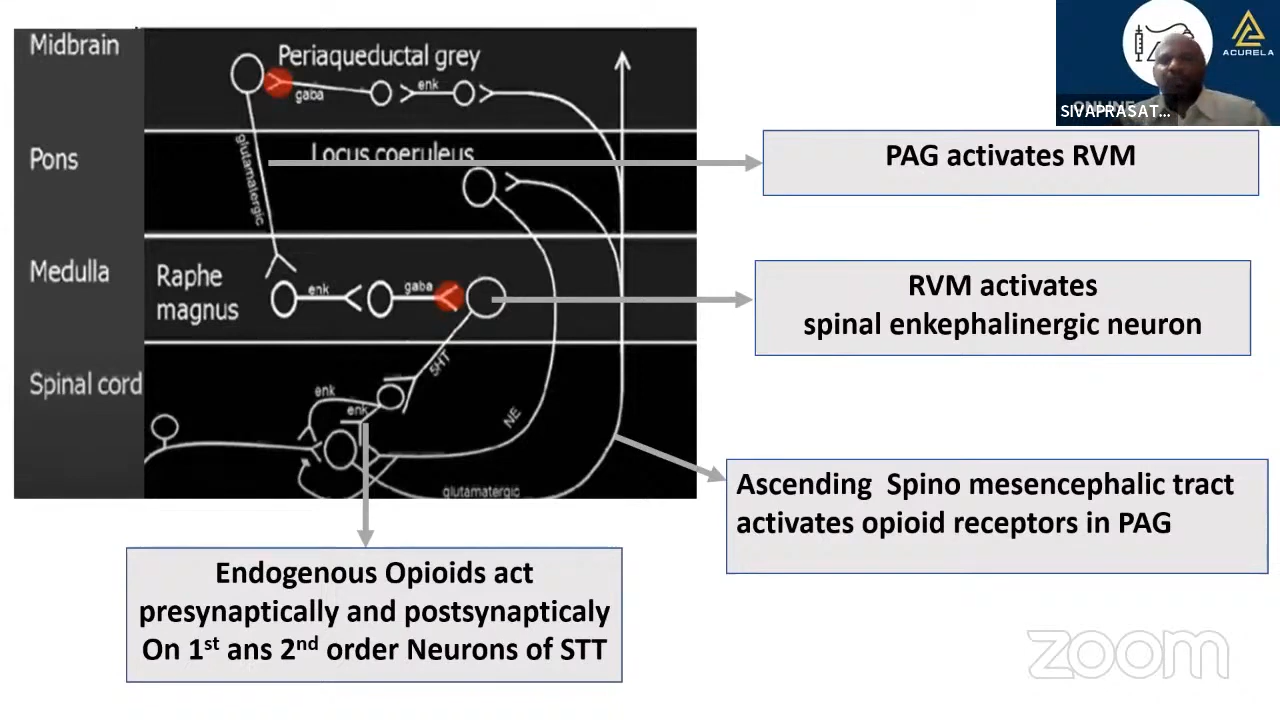 Midbrain
Periaqueductal grey
gaba
enk
Pons
Locus coeruleus
glutamatergic
Medulla
Raphe
magnus
enk
gaba
Spinal cord
5HT
enk
enk
NE
glutamatergic
ACURELA
SIVAPRASAT...
PAG activates RVM
RVM activates
spinal enkephalinergic neuron
Ascending Spino mesencephalic tract
activates opioid receptors in PAG
Endogenous Opioids act
presynaptically and postsynapticaly
On 1st ans 2nd order Neurons of STT
zoom